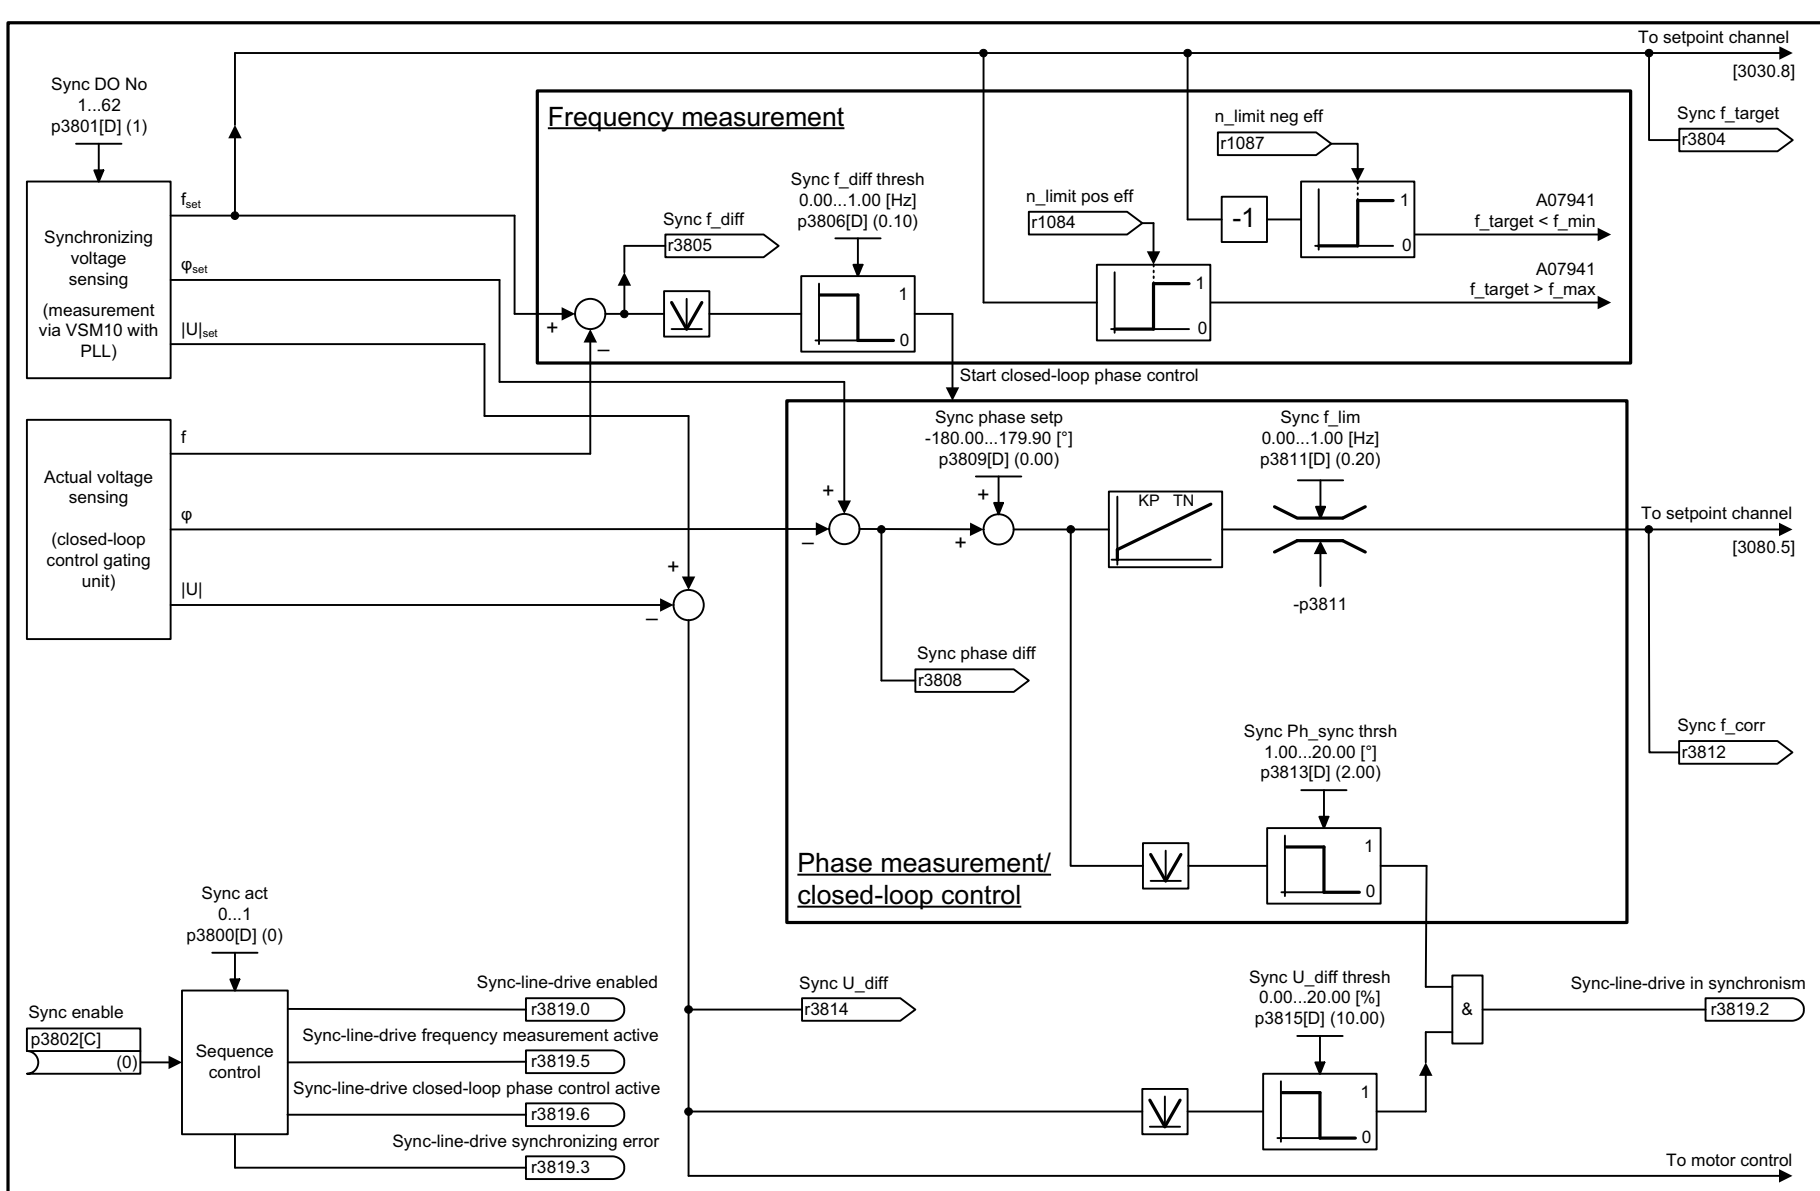 To setpoint channel
[3030.8]
Sync DO No
1...62
p3801[D] (1)
Sync f_target
r3804
Frequency measurement
n_limit neg eff
r1087
Sync f_diff thresh
0.00...1.00 [Hz]
p3806[D] (0.10)
n_limit pos eff
r1084
Sync f_diff
r3805
fset
φset
|U|set
Synchronizing
voltage
sensing
(measurement
via VSM10 with
PLL)
-1
1
0
A07941
f_target < f_min
A07941
f_target > f_max
1
0
1
0
+
–
Start closed-loop phase control
Actual voltage
sensing
(closed-loop
control gating
unit)
f
φ
|U|
Sync phase setp
-180.00...179.90 [°]
p3809[D] (0.00)
Sync f_lim
0.00...1.00 [Hz]
p3811[D] (0.20)
KP TN
+
–
+
+
+
–
-p3811
To setpoint channel
[3080.5]
Sync phase diff
r3808
Sync f_corr
r3812
Sync Ph_sync thrsh
1.00...20.00 [°]
p3813[D] (2.00)
1
0
Phase measurement/
closed-loop control
Sync act
0...1
p3800[D] (0)
Sync enable
p3802[C]
(0)
Sequence
control
Sync-line-drive enabled
r3819.0
Sync-line-drive frequency measurement active
r3819.5
Sync-line-drive closed-loop phase control active
r3819.6
Sync-line-drive synchronizing error
r3819.3
Sync U_diff
r3814
Sync U_diff thresh
0.00...20.00 [%]
p3815[D] (10.00)
1
0
&
Sync-line-drive in synchronism
r3819.2
To motor control